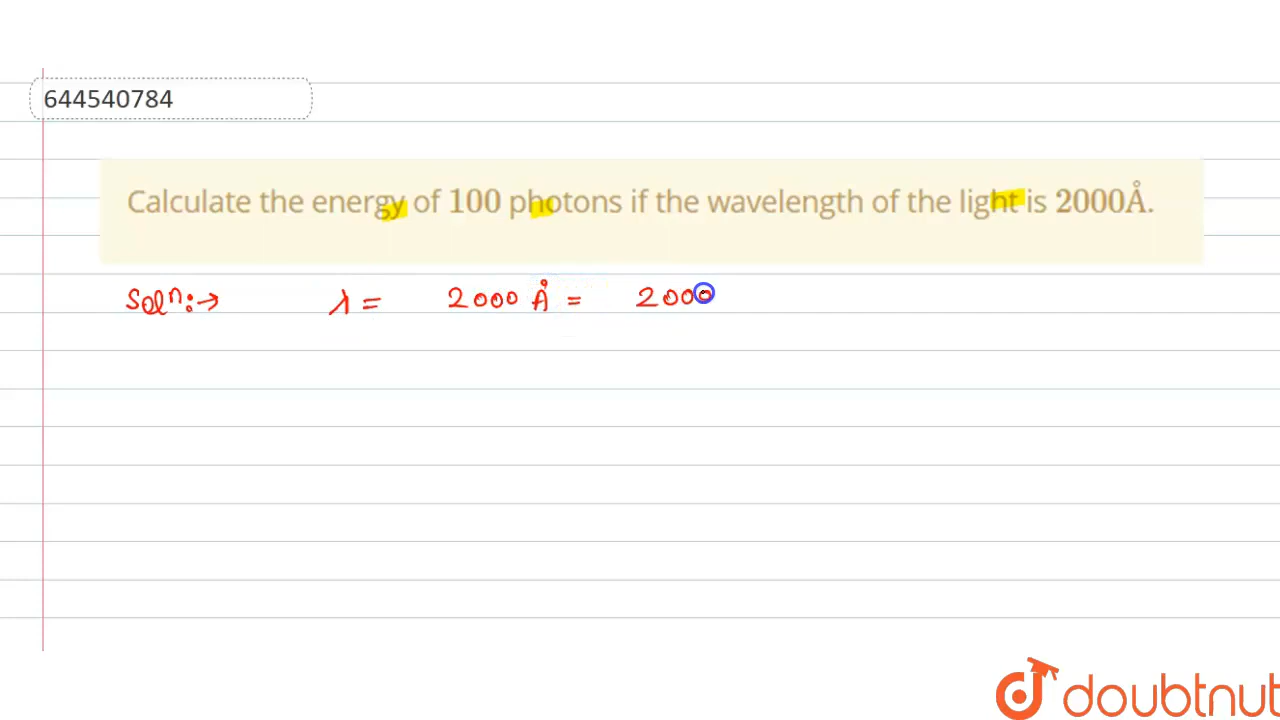 644540784
Calculate the energy of 100 photons if the wavelength of the light is 2000Å.
Solⁿ:→ λ = 2000 Å = 2000
doubtnut